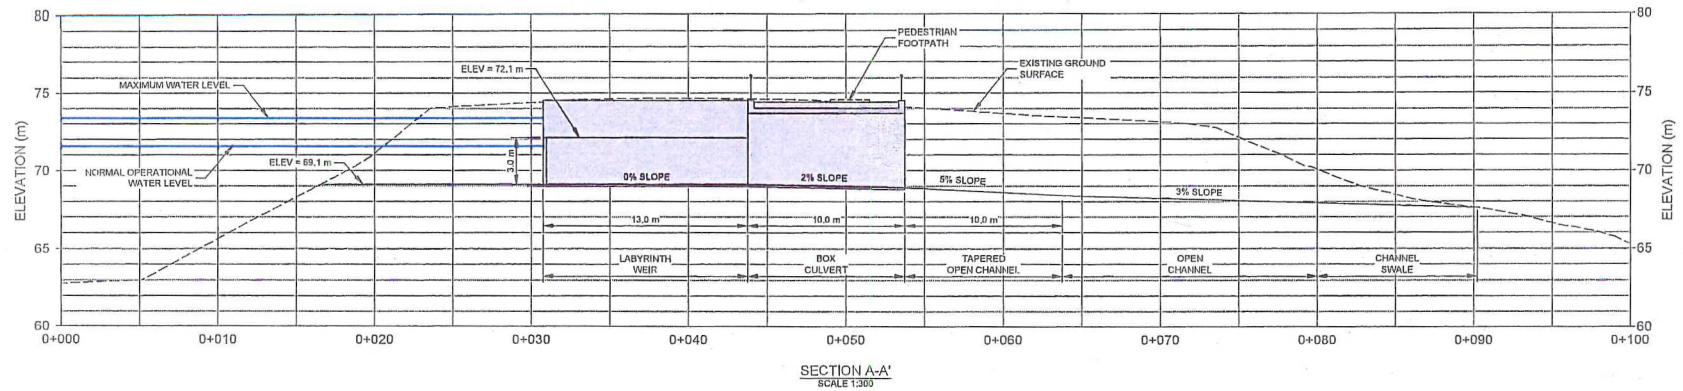 80
80
PEDESTRIAN
FOOTPATH
ELEV = 72.1 m
EXISTING GROUND
SURFACE
MAXIMUM WATER LEVEL
75
75
ELEVATION (m)
ELEVATION (m)
3.0 m
ELEV = 69.1 m
70
70
NORMAL OPERATIONAL
WATER LEVEL
0% SLOPE
2% SLOPE
5% SLOPE
3% SLOPE
13.0 m
10.0 m
10.0 m
65
65
LABYRINTH
WEIR
BOX
CULVERT
TAPERED
OPEN CHANNEL
OPEN
CHANNEL
CHANNEL
SWALE
60
60
0+000
0+010
0+020
0+030
0+040
0+050
0+060
0+070
0+080
0+090
0+100
SECTION A-A'
SCALE 1:300